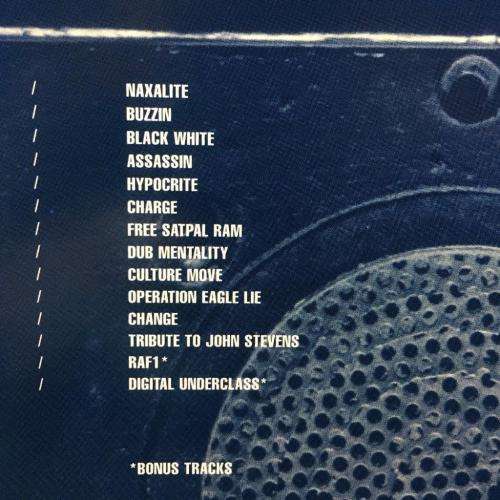 / NAXALITE
/ BUZZIN
/ BLACK WHITE
/ ASSASSIN
/ HYPOCRITE
/ CHARGE
/ FREE SATPAL RAM
/ DUB MENTALITY
/ CULTURE MOVE
/ OPERATION EAGLE LIE
/ CHANGE
/ TRIBUTE TO JOHN STEVENS
/ RAF1*
/ DIGITAL UNDERCLASS*
*BONUS TRACKS